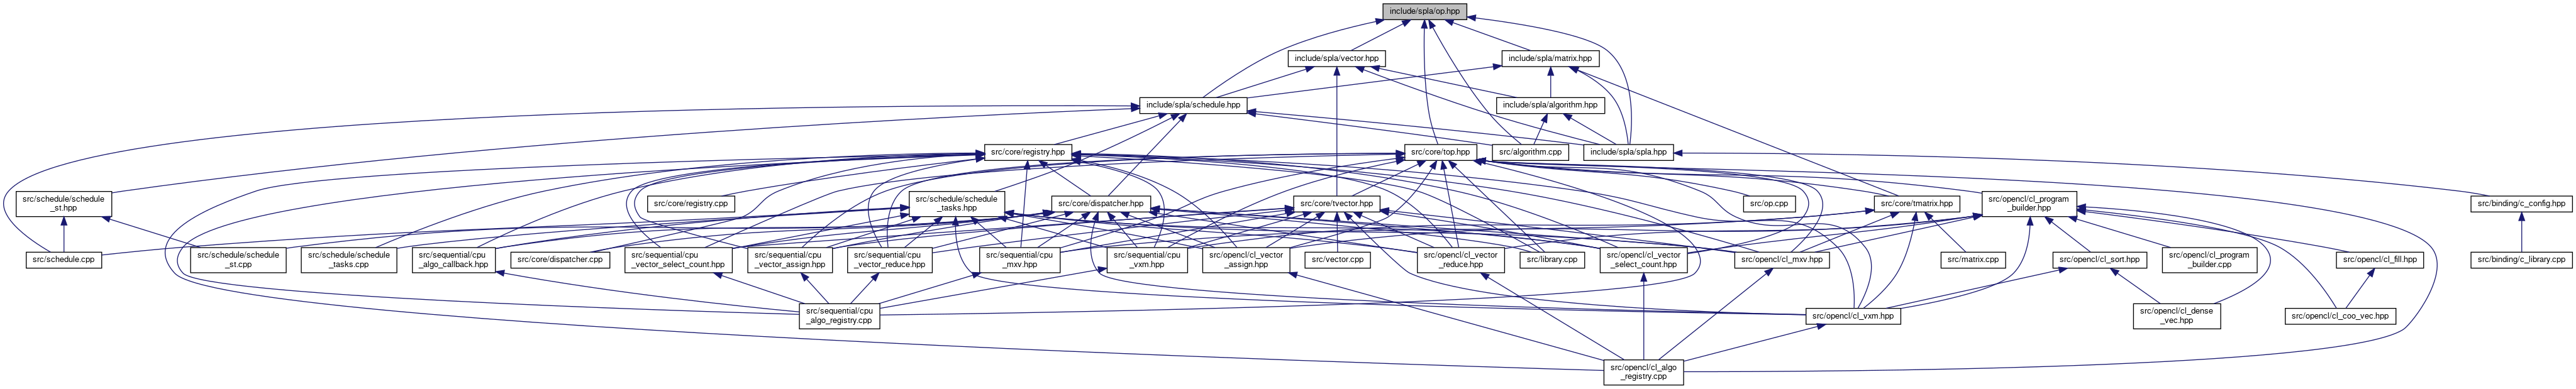 include/spla/op.hpp
include/spla/vector.hpp
include/spla/matrix.hpp
include/spla/schedule.hpp
include/spla/algorithm.hpp
src/core/registry.hpp
src/core/top.hpp
src/algorithm.cpp
include/spla/spla.hpp
src/schedule/schedule
_st.hpp
src/core/registry.cpp
src/schedule/schedule
_tasks.hpp
src/core/dispatcher.hpp
src/core/tvector.hpp
src/op.cpp
src/core/tmatrix.hpp
src/opencl/cl_program
_builder.hpp
src/binding/c_config.hpp
src/schedule.cpp
src/schedule/schedule
_st.cpp
src/schedule/schedule
_tasks.cpp
src/sequential/cpu
_algo_callback.hpp
src/core/dispatcher.cpp
src/sequential/cpu
_vector_select_count.hpp
src/sequential/cpu
_vector_assign.hpp
src/sequential/cpu
_vector_reduce.hpp
src/sequential/cpu
_mxv.hpp
src/sequential/cpu
_vxm.hpp
src/opencl/cl_vector
_assign.hpp
src/vector.cpp
src/opencl/cl_vector
_reduce.hpp
src/library.cpp
src/opencl/cl_vector
_select_count.hpp
src/opencl/cl_mxv.hpp
src/matrix.cpp
src/opencl/cl_sort.hpp
src/opencl/cl_program
_builder.cpp
src/opencl/cl_fill.hpp
src/binding/c_library.cpp
src/sequential/cpu
_algo_registry.cpp
src/opencl/cl_vxm.hpp
src/opencl/cl_dense
_vec.hpp
src/opencl/cl_coo_vec.hpp
src/opencl/cl_algo
_registry.cpp